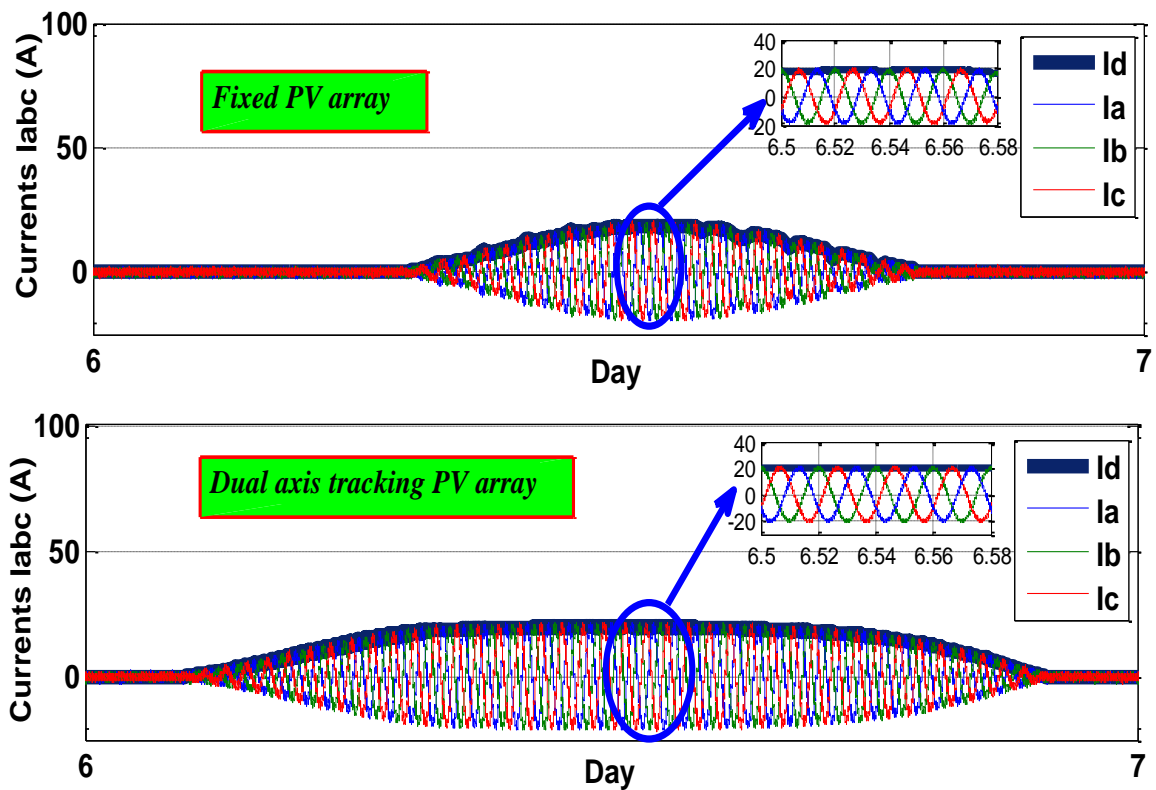 100
50
0
Currents Iabc (A)
Fixed PV array
40
20
0
20
6.5 6.52 6.54 6.56 6.58
Id
Ia
Ib
Ic
6
7
Day
100
50
0
Currents Iabc (A)
Dual axis tracking PV array
40
20
0
-20
6.5 6.52 6.54 6.56 6.58
Id
Ia
Ib
Ic
6
7
Day